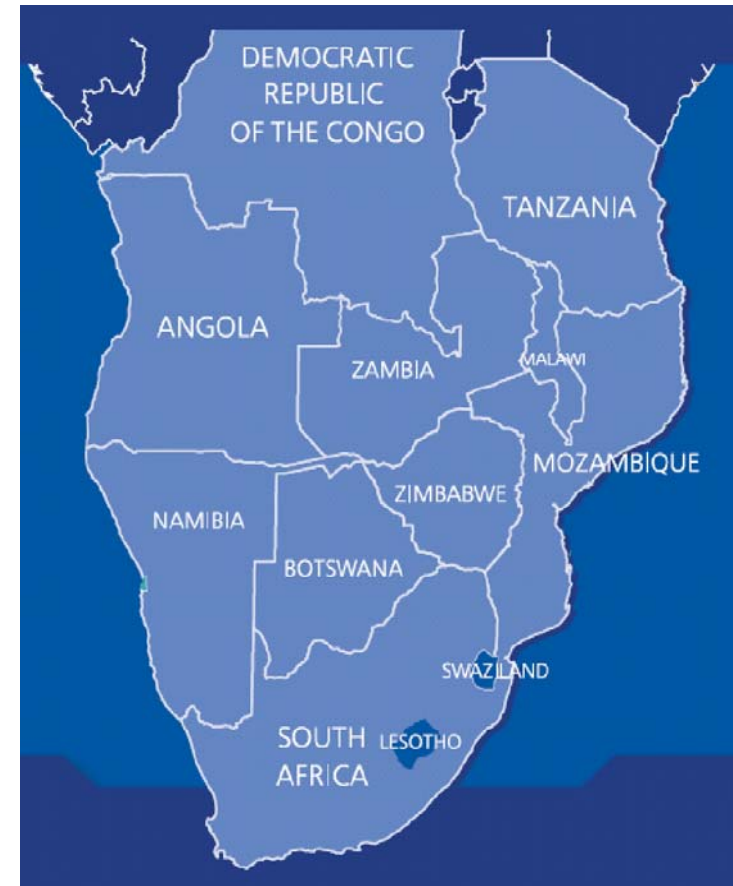 DEMOCRATIC
REPUBLIC
OF THE CONGO
TANZANIA
ANGOLA
MALAWI
ZAMBIA
MOZAMBIQUE
ZIMBABWE
NAMIBIA
BOTSWANA
SWAZILAND
SOUTH
AFRICA
LESOTHO